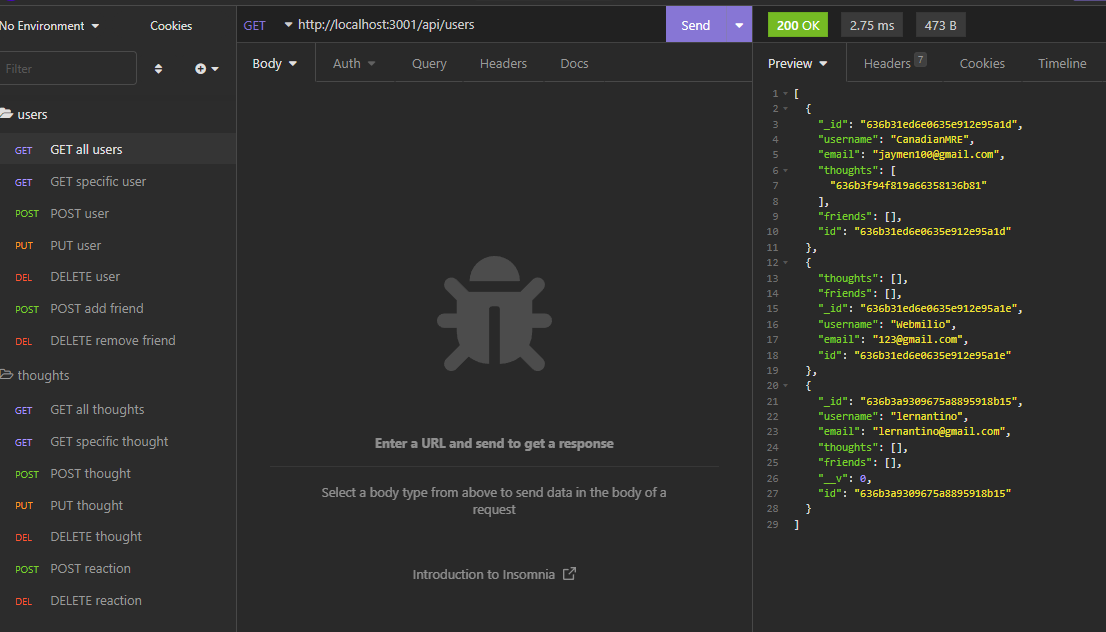 No Environment
Cookies
Filter
users
GET GET all users
GET GET specific user
POST POST user
PUT PUT user
DEL DELETE user
POST POST add friend
DEL DELETE remove friend
thoughts
GET GET all thoughts
GET GET specific thought
POST POST thought
PUT PUT thought
DEL DELETE thought
POST POST reaction
DEL DELETE reaction
GET http://localhost:3001/api/users
Send
Body Auth Query Headers Docs
Enter a URL and send to get a response
Select a body type from above to send data in the body of a
request
Introduction to Insomnia
200 OK 2.75 ms 473 B
Preview Headers 7 Cookies Timeline
1 [
2 {
3 "_id": "636b31ed6e0635e912e95a1d",
4 "username": "CanadianMRE",
5 "email": "jaymen100@gmail.com",
6 "thoughts": [
7 "636b3f94f819a66358136b81"
8 ],
9 "friends": [],
10 "id": "636b31ed6e0635e912e95a1d"
11 },
12 {
13 "thoughts": [],
14 "friends": [],
15 "_id": "636b31ed6e0635e912e95a1e",
16 "username": "Webmilio",
17 "email": "123@gmail.com",
18 "id": "636b31ed6e0635e912e95a1e"
19 },
20 {
21 "_id": "636b3a9309675a8895918b15",
22 "username": "lernantino",
23 "email": "lernantino@gmail.com",
24 "thoughts": [],
25 "friends": [],
26 "__v": 0,
27 "id": "636b3a9309675a8895918b15"
28 }
29 ]